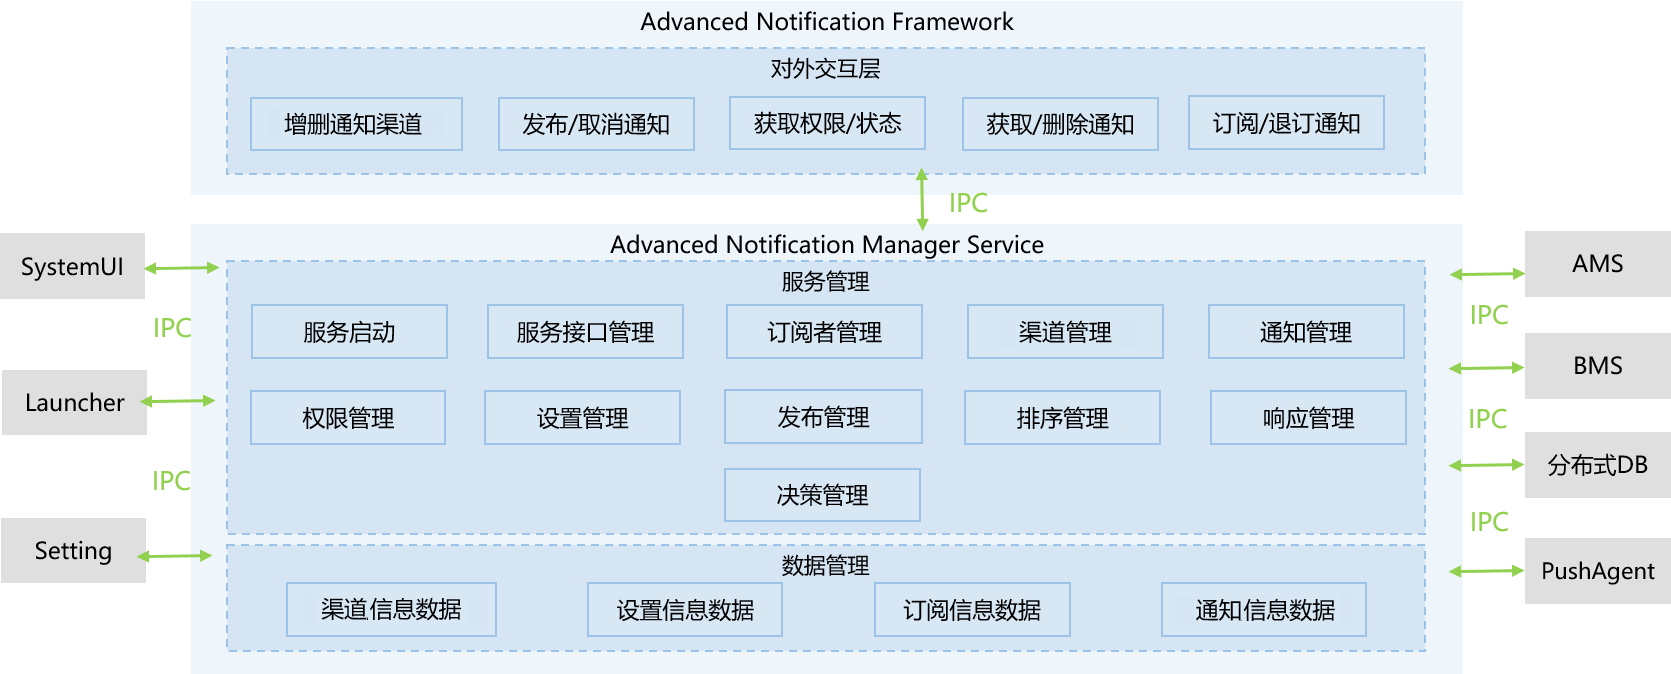 Advanced Notification Framework
对外交互层
增删通知渠道
发布/取消通知
获取权限/状态
获取/删除通知
订阅/退订通知
IPC
Advanced Notification Manager Service
服务管理
服务启动
服务接口管理
订阅者管理
渠道管理
通知管理
权限管理
设置管理
发布管理
排序管理
响应管理
决策管理
数据管理
渠道信息数据
设置信息数据
订阅信息数据
通知信息数据
SystemUI
IPC
Launcher
IPC
Setting
AMS
IPC
BMS
IPC
分布式DB
IPC
PushAgent